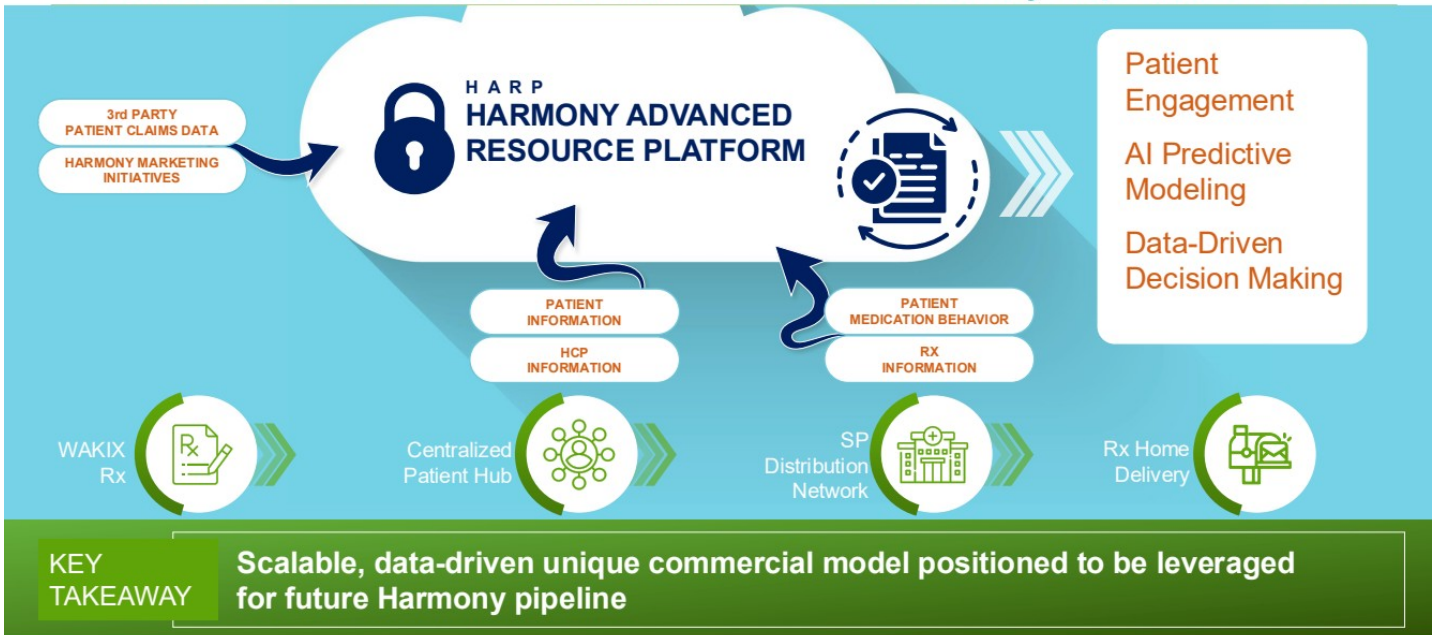 3rd PARTY
PATIENT CLAIMS DATA
HARMONY MARKETING
INITIATIVES
HARP
HARMONY ADVANCED
RESOURCE PLATFORM
Patient
Engagement
AI Predictive
Modeling
Data-Driven
Decision Making
PATIENT
INFORMATION
HCP
INFORMATION
PATIENT
MEDICATION BEHAVIOR
RX
INFORMATION
WAKIX
Rx
Rx
Centralized
Patient Hub
SP
Distribution
Network
Rx Home
Delivery
KEY
TAKEAWAY
Scalable, data-driven unique commercial model positioned to be leveraged
for future Harmony pipeline